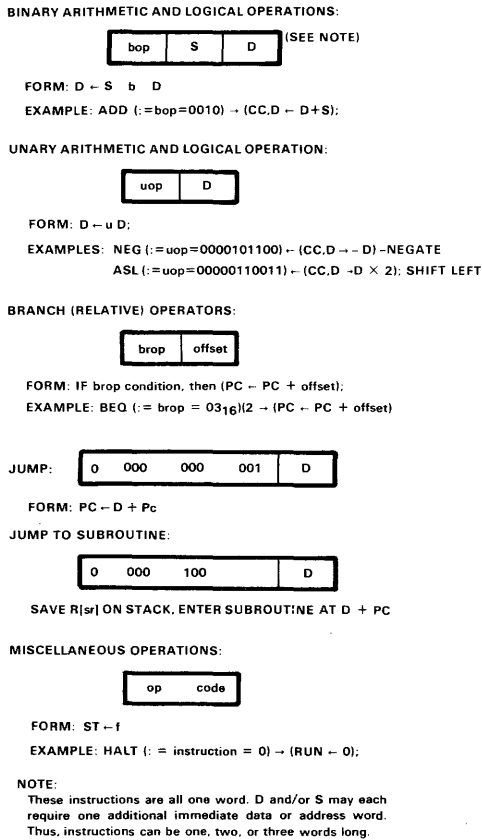 BINARY ARITHMETIC AND LOGICAL OPERATIONS:
bop S D (SEE NOTE)
FORM: D ← S b D
EXAMPLE: ADD (:=bop=0010) → (CC,D ← D+S);
UNARY ARITHMETIC AND LOGICAL OPERATION:
uop D
FORM: D ← u D;
EXAMPLES: NEG (:=uop=0000101100) ← (CC,D → – D) –NEGATE
ASL (:=uop=00000110011) ← (CC,D →D × 2); SHIFT LEFT
BRANCH (RELATIVE) OPERATORS:
brop offset
FORM: IF brop condition, then (PC ← PC + offset);
EXAMPLE: BEQ (:= brop = 03₁₆)(2 → (PC ← PC + offset)
JUMP: 0 000 000 001 D
FORM: PC ← D + Pc
JUMP TO SUBROUTINE:
0 000 100 D
SAVE R|sr| ON STACK, ENTER SUBROUTINE AT D + PC
MISCELLANEOUS OPERATIONS:
op code
FORM: ST ← f
EXAMPLE: HALT (: = instruction = 0) → (RUN ← 0);
NOTE:
These instructions are all one word. D and/or S may each
require one additional immediate data or address word.
Thus, instructions can be one, two, or three words long.